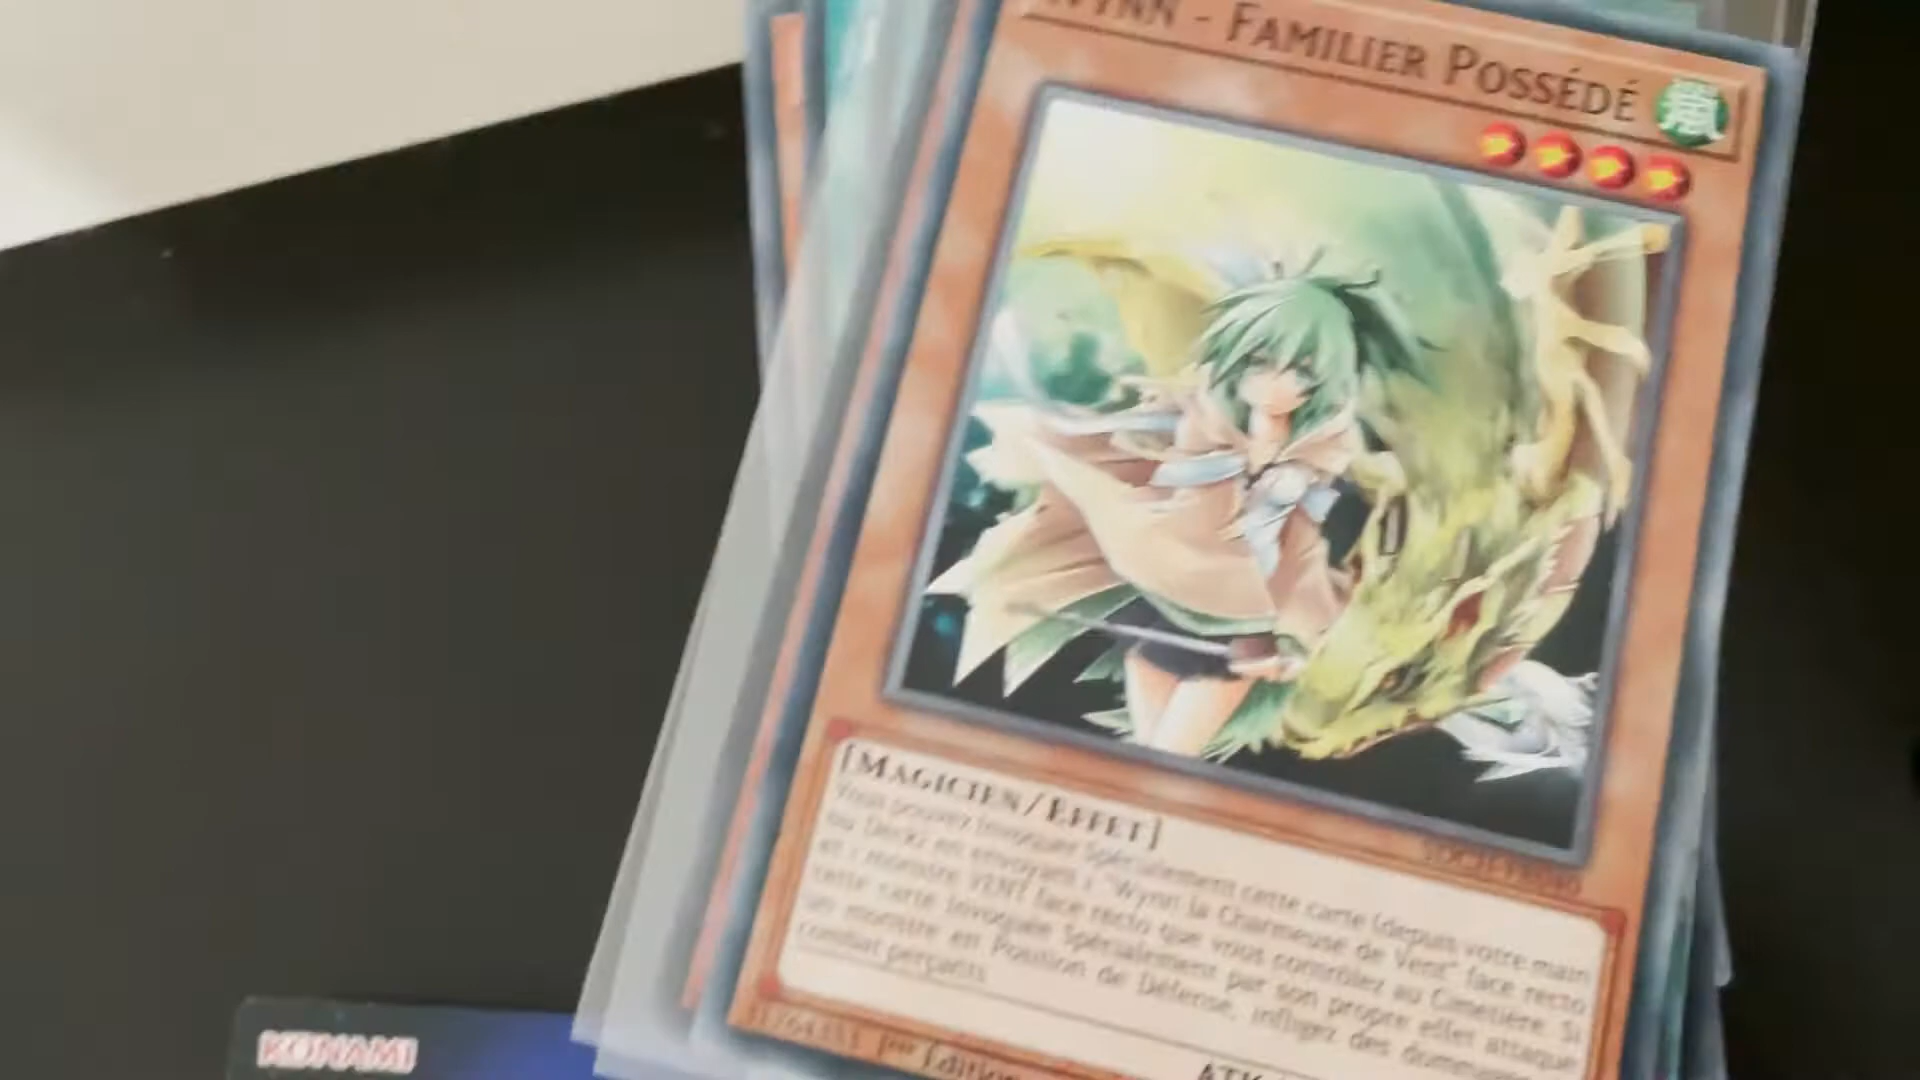 Wynn - Familier Possédé
[Magicien/Effet]
Vous pouvez Invoquer Spécialement cette carte (depuis votre main
ou Deck) en envoyant 1 "Wynn la Charmeuse de Vent" face recto
et 1 monstre VENT face recto que vous contrôlez au Cimetière. Si
cette carte Invoquée Spécialement par son propre effet attaque
un monstre en Position de Défense, infligez des dommages
combat perçants.
1re Édition
ATK
KONAMI